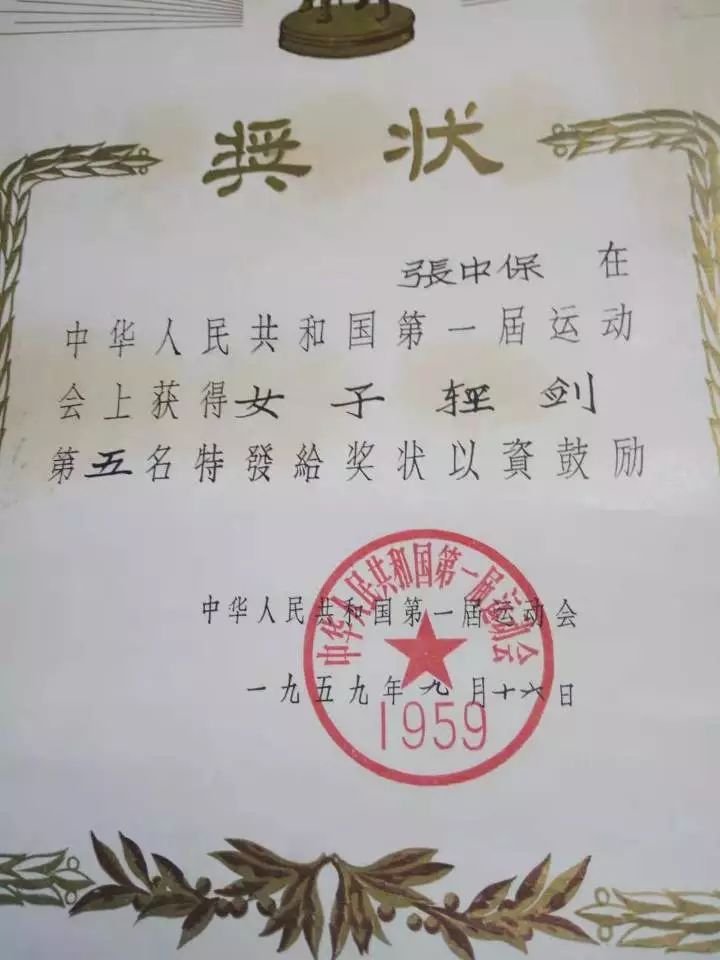 奬状
張中保 在
中华人民共和国第一届运动
会上获得女子轻剑
第五名特發給奖状以資鼓励
中华人民共和国第一届运动会
一九五九年九月十六日
中华人民共和国第一届运动会
1959